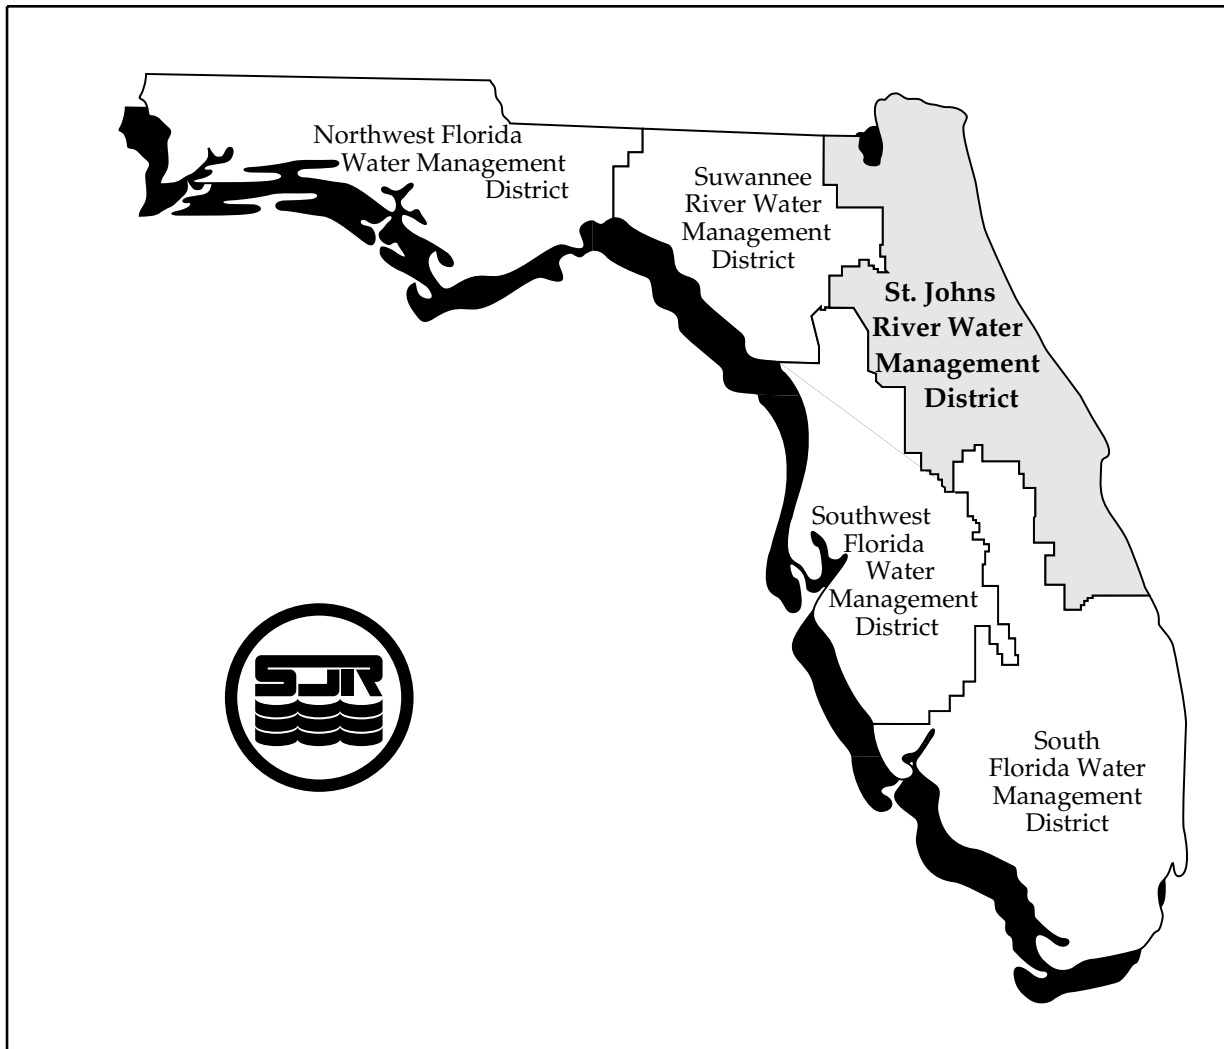 Northwest Florida
Water Management
District
Suwannee
River Water
Management
District
St. Johns
River Water
Management
District
Southwest
Florida
Water
Management
District
SJR
South
Florida Water
Management
District